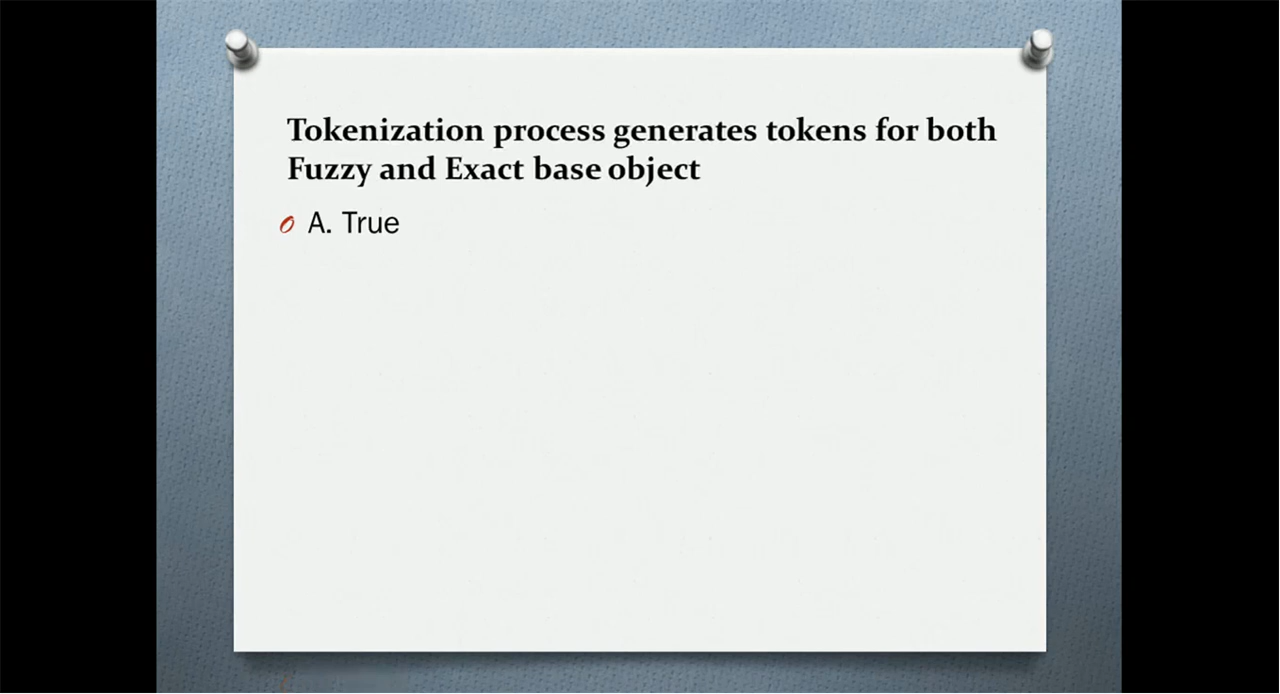 Tokenization process generates tokens for both
Fuzzy and Exact base object
A. True